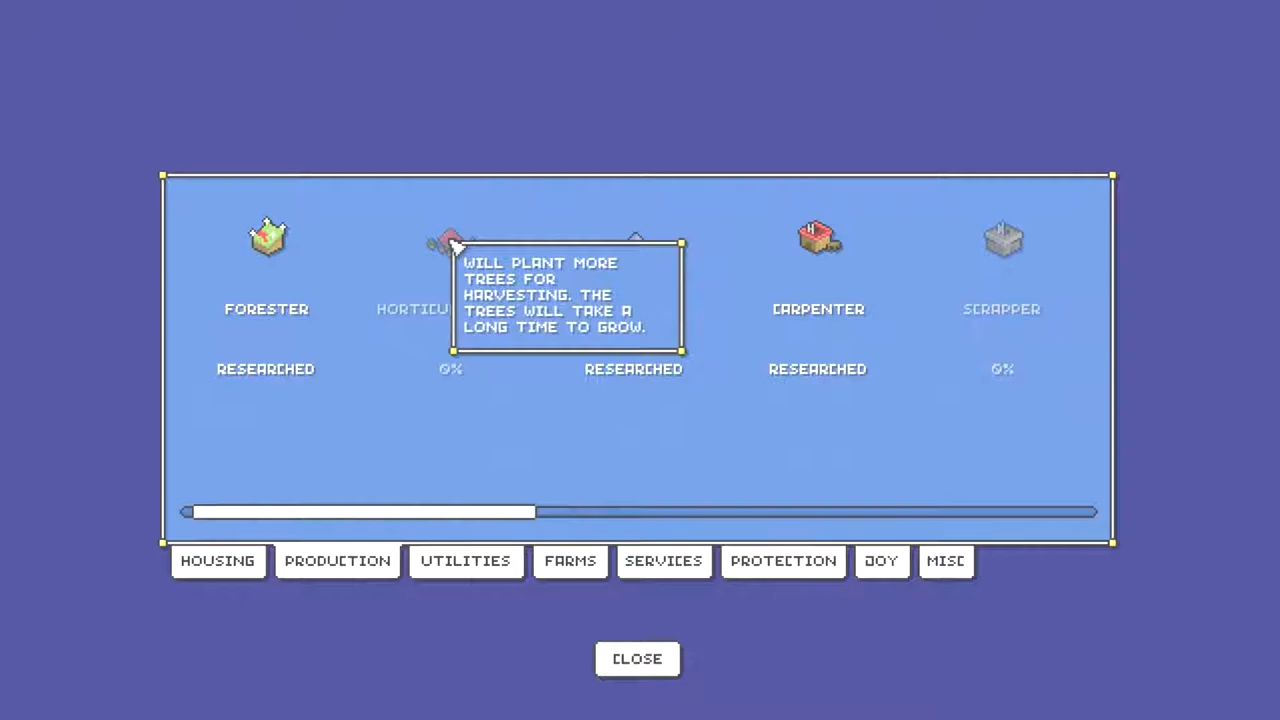 WILL PLANT MORE
TREES FOR
HARVESTING. THE
TREES WILL TAKE A
LONG TIME TO GROW.
FORESTER
CARPENTER
SCRAPPER
RESEARCHED
0%
RESEARCHED
RESEARCHED
0%
HOUSING
PRODUCTION
UTILITIES
FARMS
SERVICES
PROTECTION
JOY
MISC
CLOSE